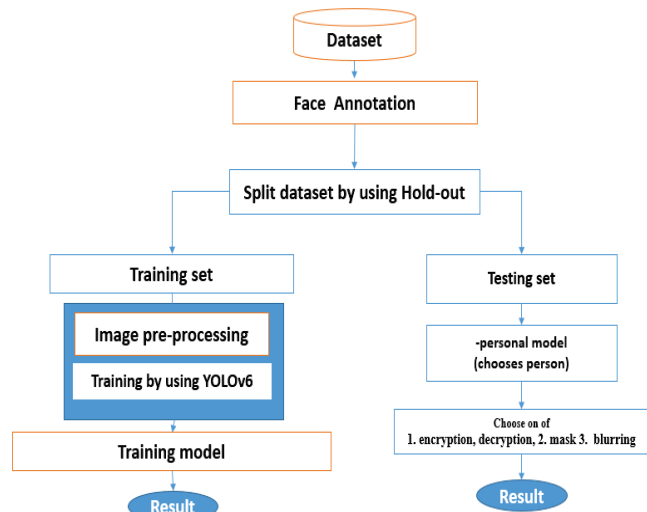 Dataset
Face Annotation
Split dataset by using Hold-out
Training set
Image pre-processing
Training by using YOLOv6
Training model
Result
Testing set
-personal model
(chooses person)
Choose on of
1. encryption, decryption, 2. mask 3. blurring
Result